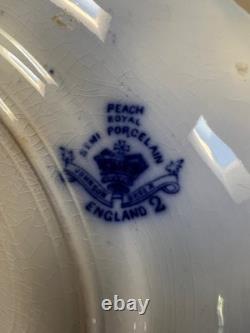 PEACH
ROYAL
SEMI PORCELAIN
JOHNSON BROS
ENGLAND 2